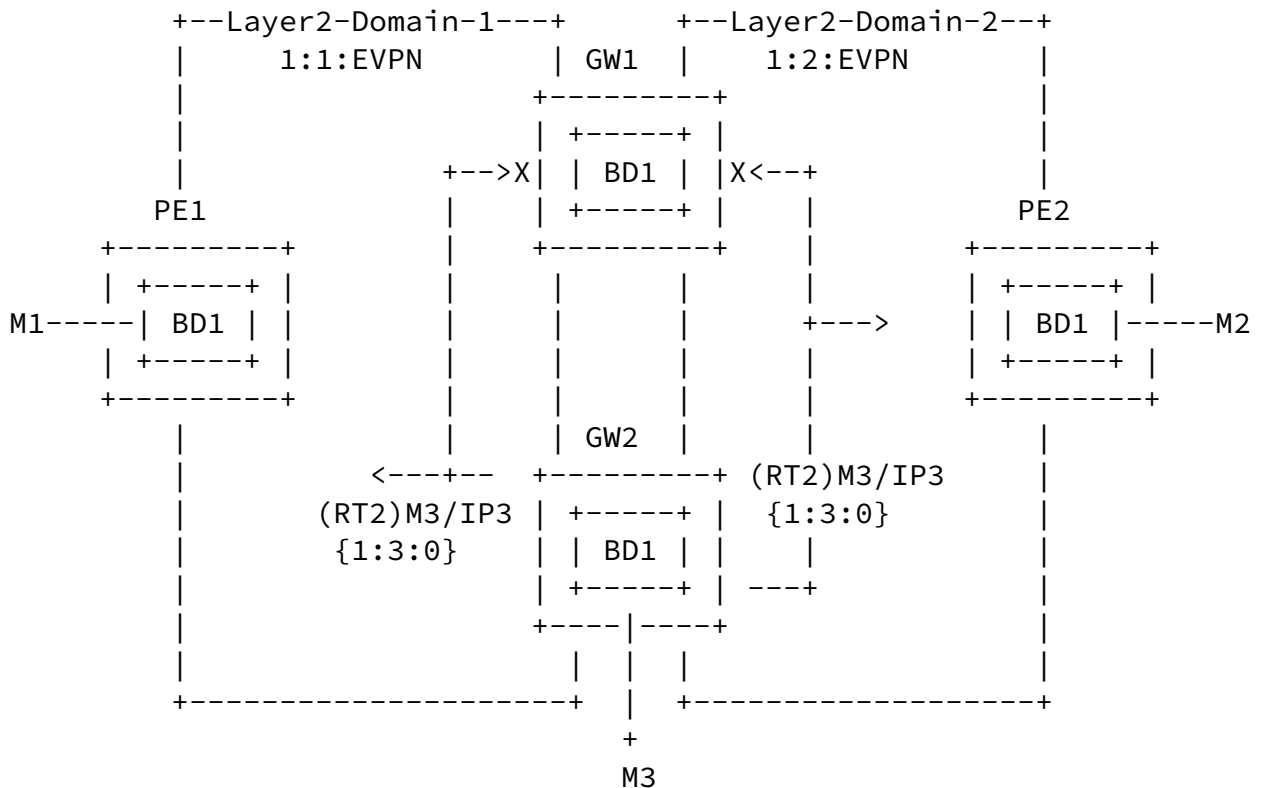 +--Layer2-Domain-1---+ +--Layer2-Domain-2--+
1:1:EVPN | GW1 | 1:2:EVPN
+-->X| | BD1 | |X<--+
PE1 PE2
M1-----| BD1 | | +---> | | BD1 |-----M2
| GW2 |
<---+-- +---------+ (RT2)M3/IP3
(RT2)M3/IP3 | +-----+ | {1:3:0}
{1:3:0} | | BD1 | | |
M3